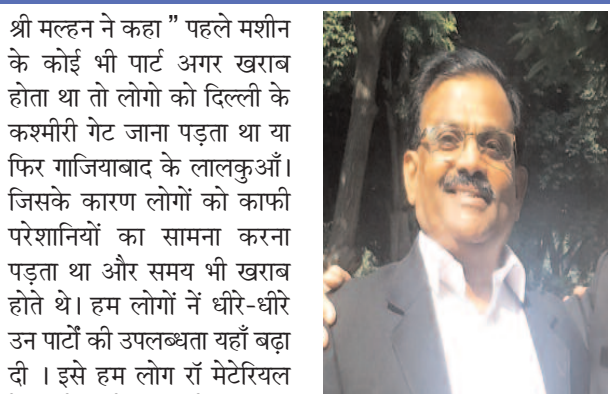 श्री मल्हन ने कहा ” पहले मशीन
के कोई भी पार्ट अगर खराब
होता था तो लोगो को दिल्ली के
कश्मीरी गेट जाना पड़ता था या
फिर गाजियाबाद के लालकुआँ।
जिसके कारण लोगों को काफी
परेशानियों का सामना करना
पड़ता था और समय भी खराब
होते थे। हम लोगों नें धीरे-धीरे
उन पार्टों की उपलब्धता यहाँ बढ़ा
दी । इसे हम लोग रॉ मेटेरियल